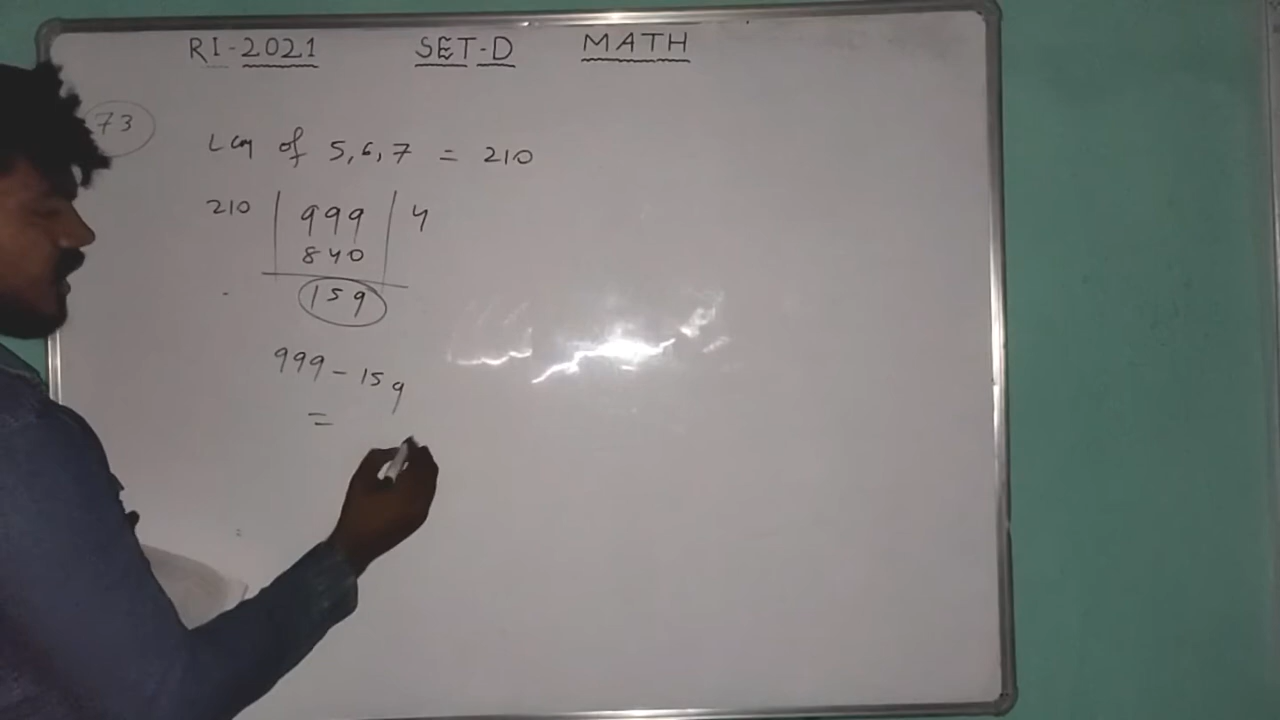 RI-2021 SET-D MATH
73
Lcm of 5,6,7 = 210
210 | 999 | 4
840
159
999-159
=